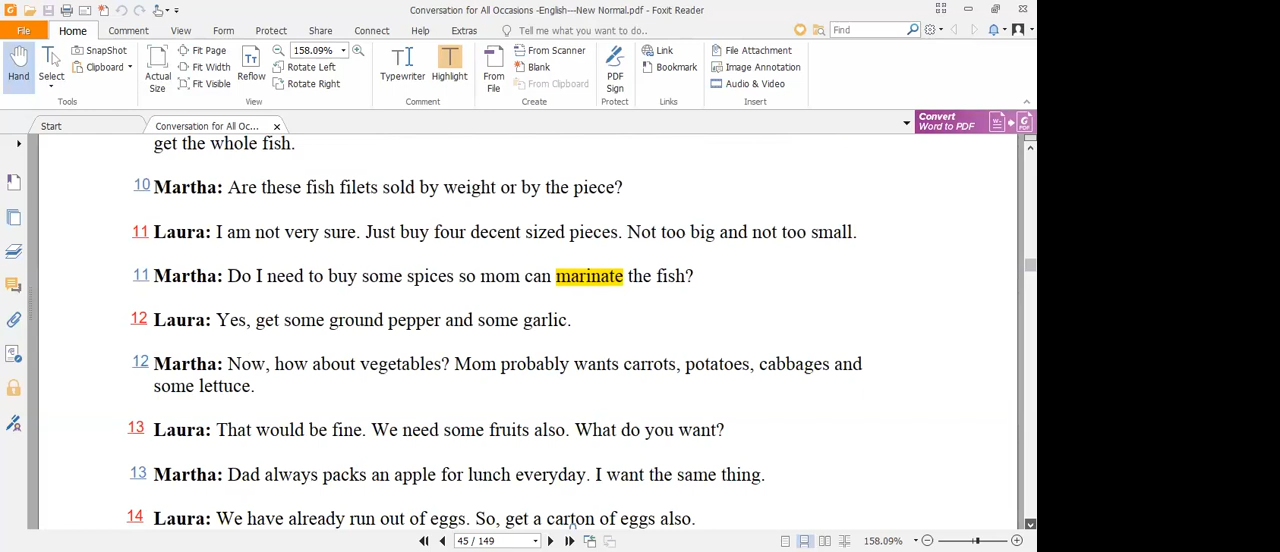 Conversation for All Occasions -English---New Normal.pdf - Foxit Reader
File Home Comment View Form Protect Share Connect Help Extras Tell me what you want to do.. Find
SnapShot Fit Page 158.09% From Scanner Link File Attachment
Clipboard Fit Width Rotate Left Blank Bookmark Image Annotation
Hand Select Actual Size Fit Visible Reflow Rotate Right Typewriter Highlight From File From Clipboard PDF Sign Audio & Video
Tools View Comment Create Protect Links Insert
Start Conversation for All Occ... Convert Word to PDF
get the whole fish.
10 Martha: Are these fish filets sold by weight or by the piece?
11 Laura: I am not very sure. Just buy four decent sized pieces. Not too big and not too small.
11 Martha: Do I need to buy some spices so mom can marinate the fish?
12 Laura: Yes, get some ground pepper and some garlic.
12 Martha: Now, how about vegetables? Mom probably wants carrots, potatoes, cabbages and
some lettuce.
13 Laura: That would be fine. We need some fruits also. What do you want?
13 Martha: Dad always packs an apple for lunch everyday. I want the same thing.
14 Laura: We have already run out of eggs. So, get a carton of eggs also.
45 / 149 158.09%